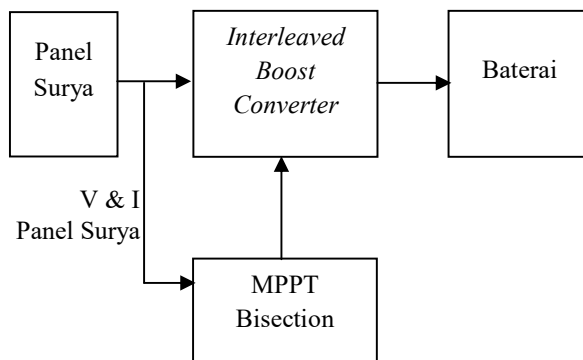 Panel
Surya
Interleaved
Boost
Converter
Baterai
V & I
Panel Surya
MPPT
Bisection